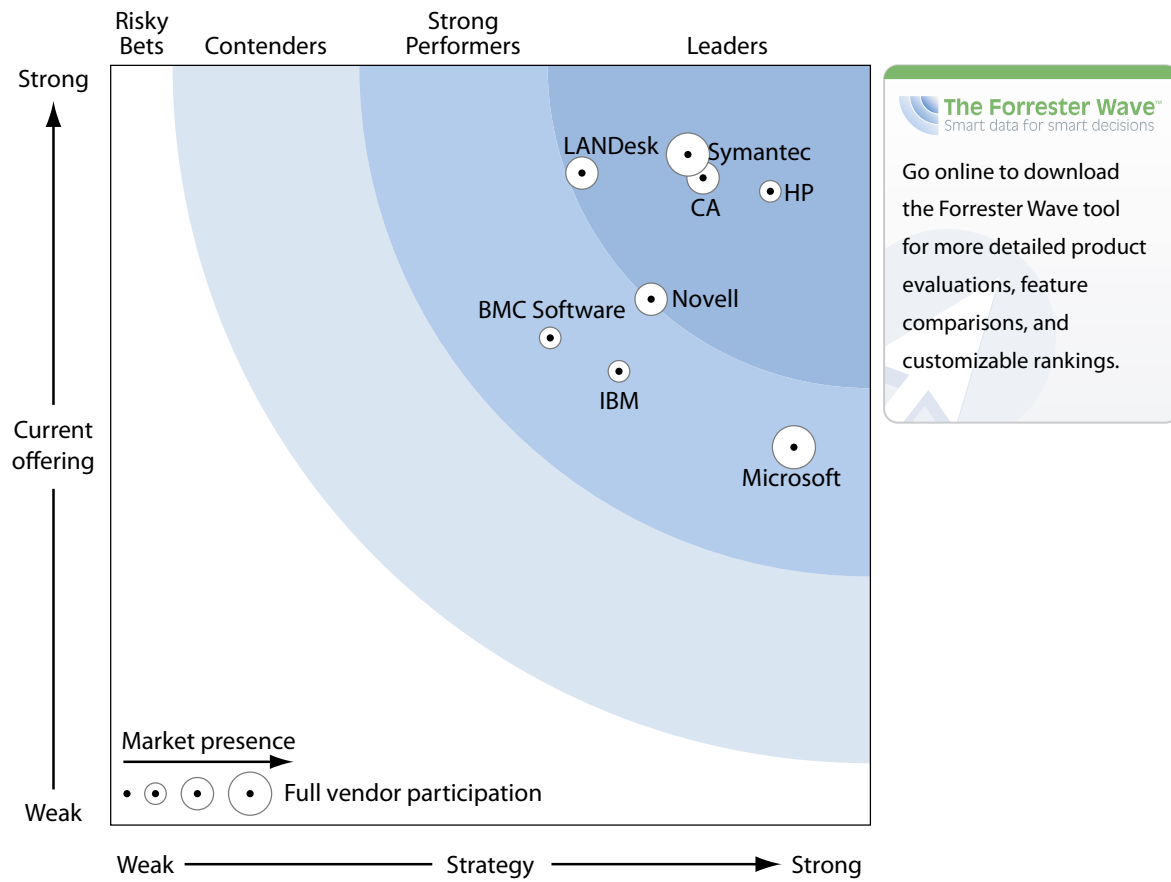 Risky
Bets
Contenders
Strong
Performers
Leaders
Strong
Current
offering
Weak
LANDesk
Symantec
CA
HP
Novell
BMC Software
IBM
Microsoft
Market presence
Full vendor participation
Weak
Strategy
Strong
The Forrester Wave™
Smart data for smart decisions
Go online to download
the Forrester Wave tool
for more detailed product
evaluations, feature
comparisons, and
customizable rankings.